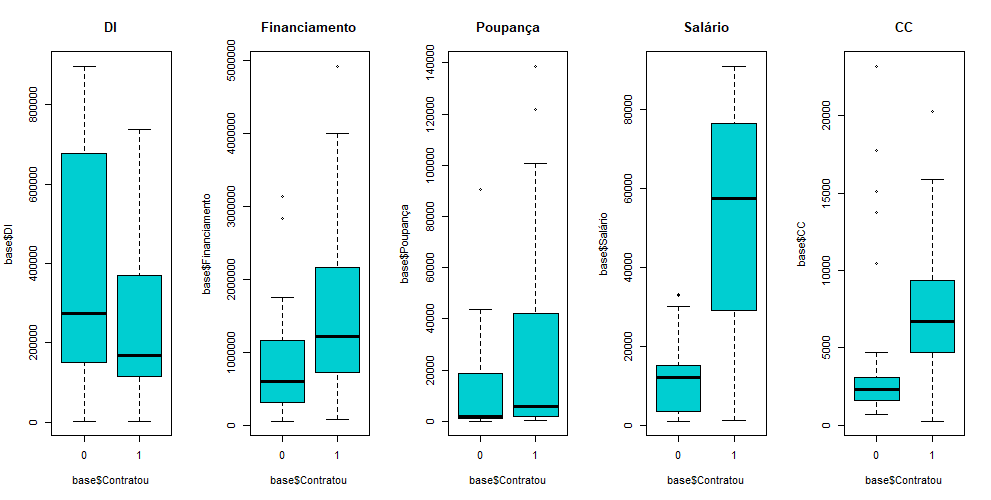 DI
base$DI
0
200000
400000
600000
800000
0
1
base$Contratou
Financiamento
base$Financiamento
0
1000000
2000000
3000000
4000000
5000000
0
1
base$Contratou
Poupança
base$Poupança
0
20000
40000
60000
80000
100000
120000
140000
0
1
base$Contratou
Salário
base$Salário
0
20000
40000
60000
80000
0
1
base$Contratou
CC
base$CC
0
5000
10000
15000
20000
0
1
base$Contratou